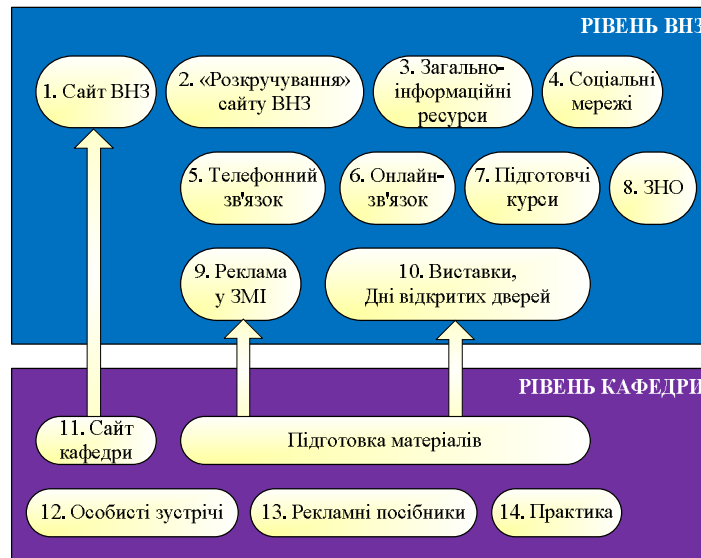 РІВЕНЬ ВНЗ
1. Сайт ВНЗ
2. «Розкручування»
сайту ВНЗ
3. Загально-
інформаційні
ресурси
4. Соціальні
мережі
5. Телефонний
зв'язок
6. Онлайн-
зв'язок
7. Підготовчі
курси
8. ЗНО
9. Реклама
у ЗМІ
10. Виставки,
Дні відкритих дверей
РІВЕНЬ КАФЕДРИ
11. Сайт
кафедри
Підготовка матеріалів
12. Особисті зустрічі
13. Рекламні посібники
14. Практика